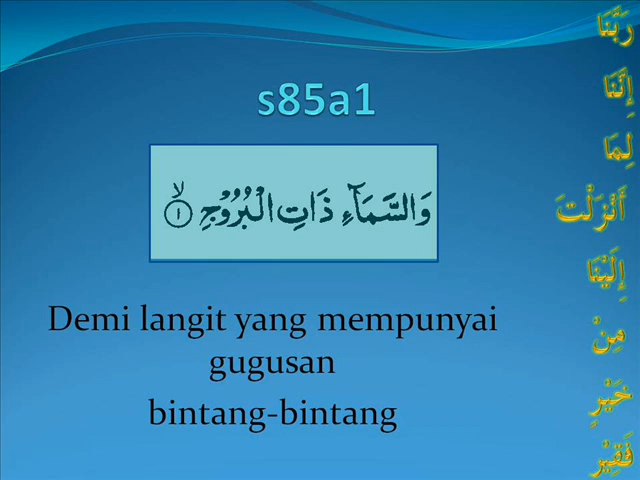 s85a1
وَالسَّمَآءِ ذَاتِ الْبُرُوْجِۙ ۝١
Demi langit yang mempunyai
gugusan
bintang-bintang
رَبَّنَا
إِنَّنَا
لِمَا
أَنْزَلْتَ
إِلَيْنَا
مِنْ
خَيْرٍ
فَقِيْرٌ